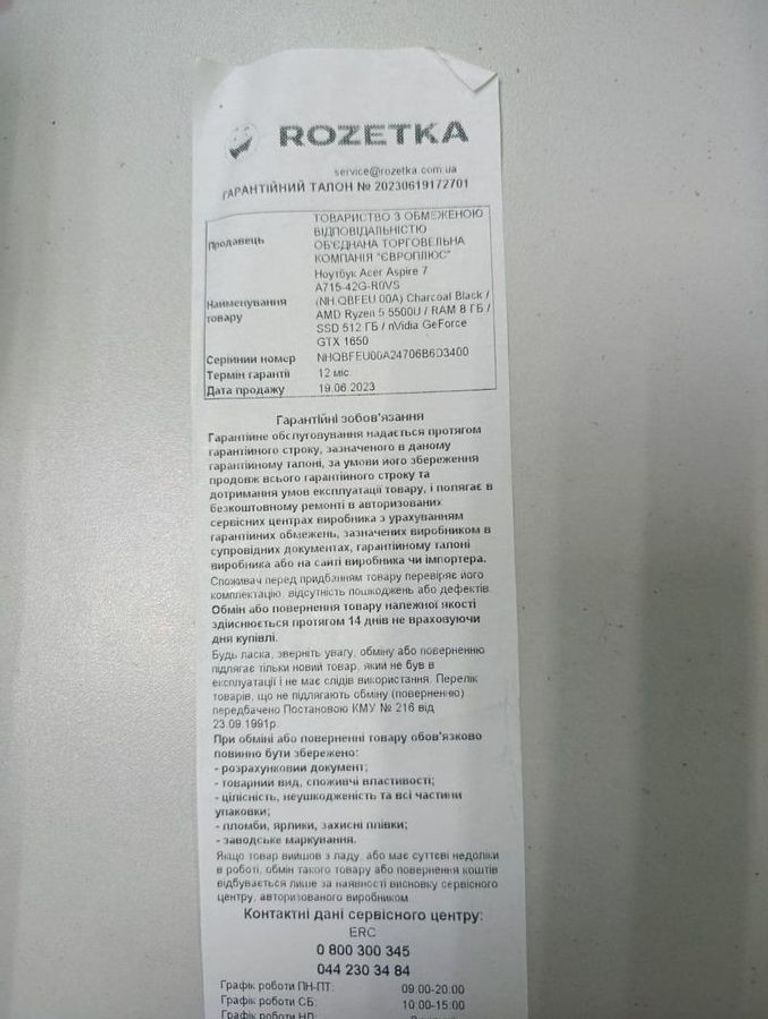 ROZETKA
service@rozetka.com.ua
ГАРАНТІЙНИЙ ТАЛОН № 20230619172701
Продавець
ТОВАРИСТВО З ОБМЕЖЕНОЮ
ВІДПОВІДАЛЬНІСТЮ
ОБ'ЄДНАНА ТОРГОВЕЛЬНА
КОМПАНІЯ "ЄВРОПЛЮС"
Найменування
товару
Ноутбук Acer Aspire 7
A715-42G-R0VS
(NH.QBFEU.00A) Charcoal Black /
AMD Ryzen 5 5500U / RAM 8 ГБ /
SSD 512 ГБ / nVidia GeForce
GTX 1650
Серійний номер NHQBFEU00A24706B6D3400
Термін гарантії 12 міс.
Дата продажу 19.06.2023
Гарантійні зобов'язання
Гарантійне обслуговування надається протягом
гарантійного строку, зазначеного в даному
гарантійному талоні, за умови його збереження
продовж всього гарантійного строку та
дотримання умов експлуатації товару, і полягає в
безкоштовному ремонті в авторизованих
сервісних центрах виробника з урахуванням
гарантійних обмежень, зазначених виробником в
супровідних документах, гарантійному талоні
виробника або на сайті виробника чи імпортера.
Споживач перед придбанням товару перевіряє його
комплектацію, відсутність пошкоджень або дефектів.
Обмін або повернення товару належної якості
здійснюється протягом 14 днів не враховуючи
дня купівлі.
Будь ласка, зверніть увагу, обміну або поверненню
підлягає тільки новий товар, який не був в
експлуатації і не має слідів використання. Перелік
товарів, що не підлягають обміну (поверненню)
передбачено Постановою КМУ № 216 від
23.09.1991р.
При обміні або поверненні товару обов'язково
повинно бути збережено:
- розрахунковий документ;
- товарний вид, споживчі властивості;
- цілісність, неушкодженість та всі частини
упаковки;
- пломби, ярлики, захисні плівки;
- заводське маркування.
Якщо товар вийшов з ладу, або має суттєві недоліки
в роботі, обмін такого товару або повернення коштів
відбувається лише за наявності висновку сервісного
центру, авторизованого виробником
Контактні дані сервісного центру:
ERC
0 800 300 345
044 230 34 84
Графік роботи ПН-ПТ: 09:00-20:00
Графік роботи СБ: 10:00-15:00
Графік роботи НД: